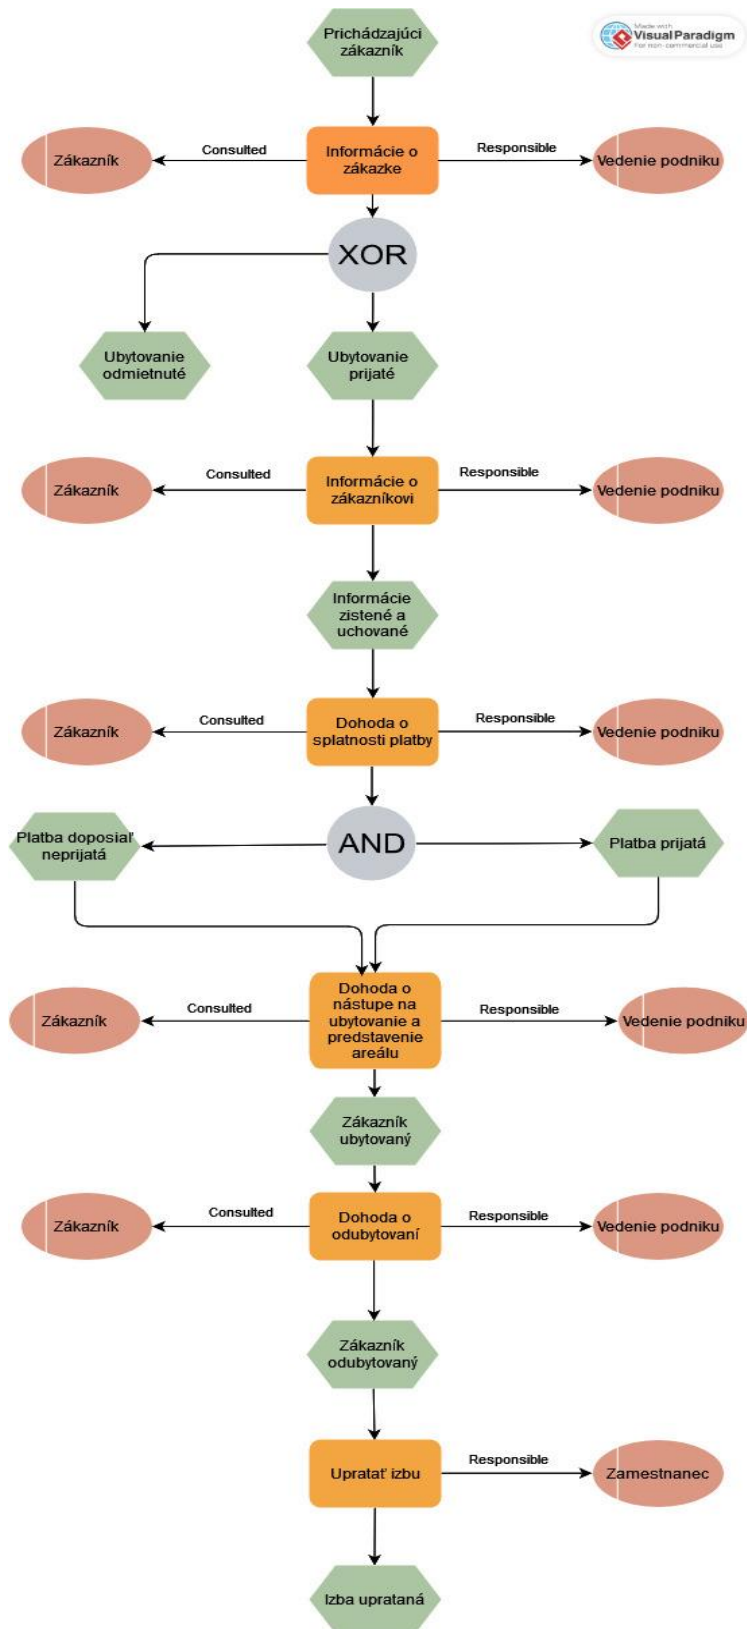 Prichádzajúci
zákazník
Made with
VisualParadigm
For non-commercial use
Zákazník
Consulted
Informácie o
zákazke
Responsible
Vedenie podniku
XOR
Ubytovanie
odmietnuté
Ubytovanie
prijaté
Zákazník
Consulted
Informácie o
zákazníkovi
Responsible
Vedenie podniku
Informácie
zistené a
uchované
Zákazník
Consulted
Dohoda o
splatnosti platby
Responsible
Vedenie podniku
Platba doposiaľ
neprijatá
AND
Platba prijatá
Zákazník
Consulted
Dohoda o
nástupe na
ubytovanie a
predstavenie
areálu
Responsible
Vedenie podniku
Zákazník
ubytovaný
Zákazník
Consulted
Dohoda o
odubytovaní
Responsible
Vedenie podniku
Zákazník
odubytovaný
Upratať izbu
Responsible
Zamestnanec
Izba uprataná